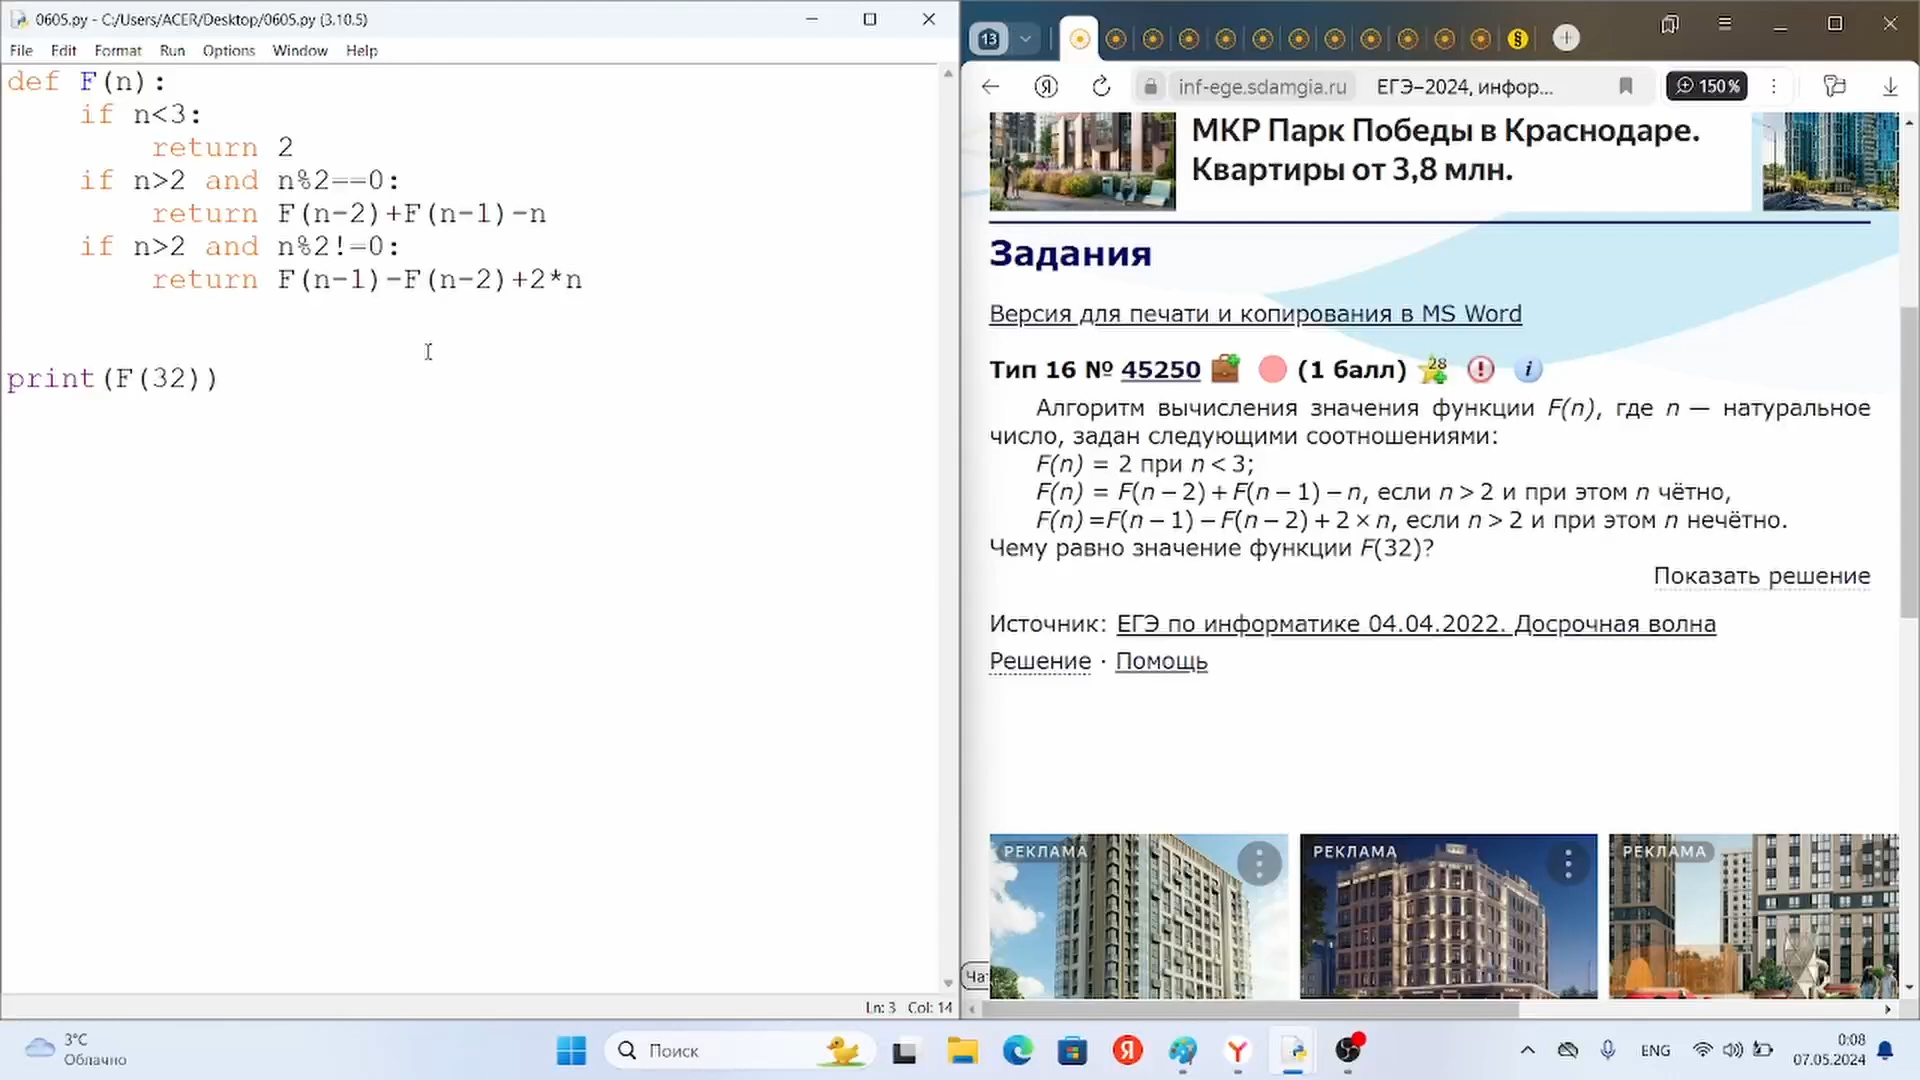 0605.py - C:/Users/ACER/Desktop/0605.py (3.10.5)
File Edit Format Run Options Window Help
def F(n):
    if n<3:
        return 2
    if n>2 and n%2==0:
        return F(n-2)+F(n-1)-n
    if n>2 and n%2!=0:
        return F(n-1)-F(n-2)+2*n
print(F(32))
Ln: 3 Col: 14
13
inf-ege.sdamgia.ru ЕГЭ–2024, инфор... 150 %
МКР Парк Победы в Краснодаре.
Квартиры от 3,8 млн.
Задания
Версия для печати и копирования в MS Word
Тип 16 № 45250 (1 балл) 28
Алгоритм вычисления значения функции F(n), где n — натуральное
число, задан следующими соотношениями:
F(n) = 2 при n < 3;
F(n) = F(n − 2) + F(n − 1) − n, если n > 2 и при этом n чётно,
F(n) =F(n − 1) − F(n − 2) + 2 × n, если n > 2 и при этом n нечётно.
Чему равно значение функции F(32)?
Показать решение
Источник: ЕГЭ по информатике 04.04.2022. Досрочная волна
Решение · Помощь
РЕКЛАМА РЕКЛАМА РЕКЛАМА
Чат
3°C
Облачно
Поиск
ENG
0:08
07.05.2024